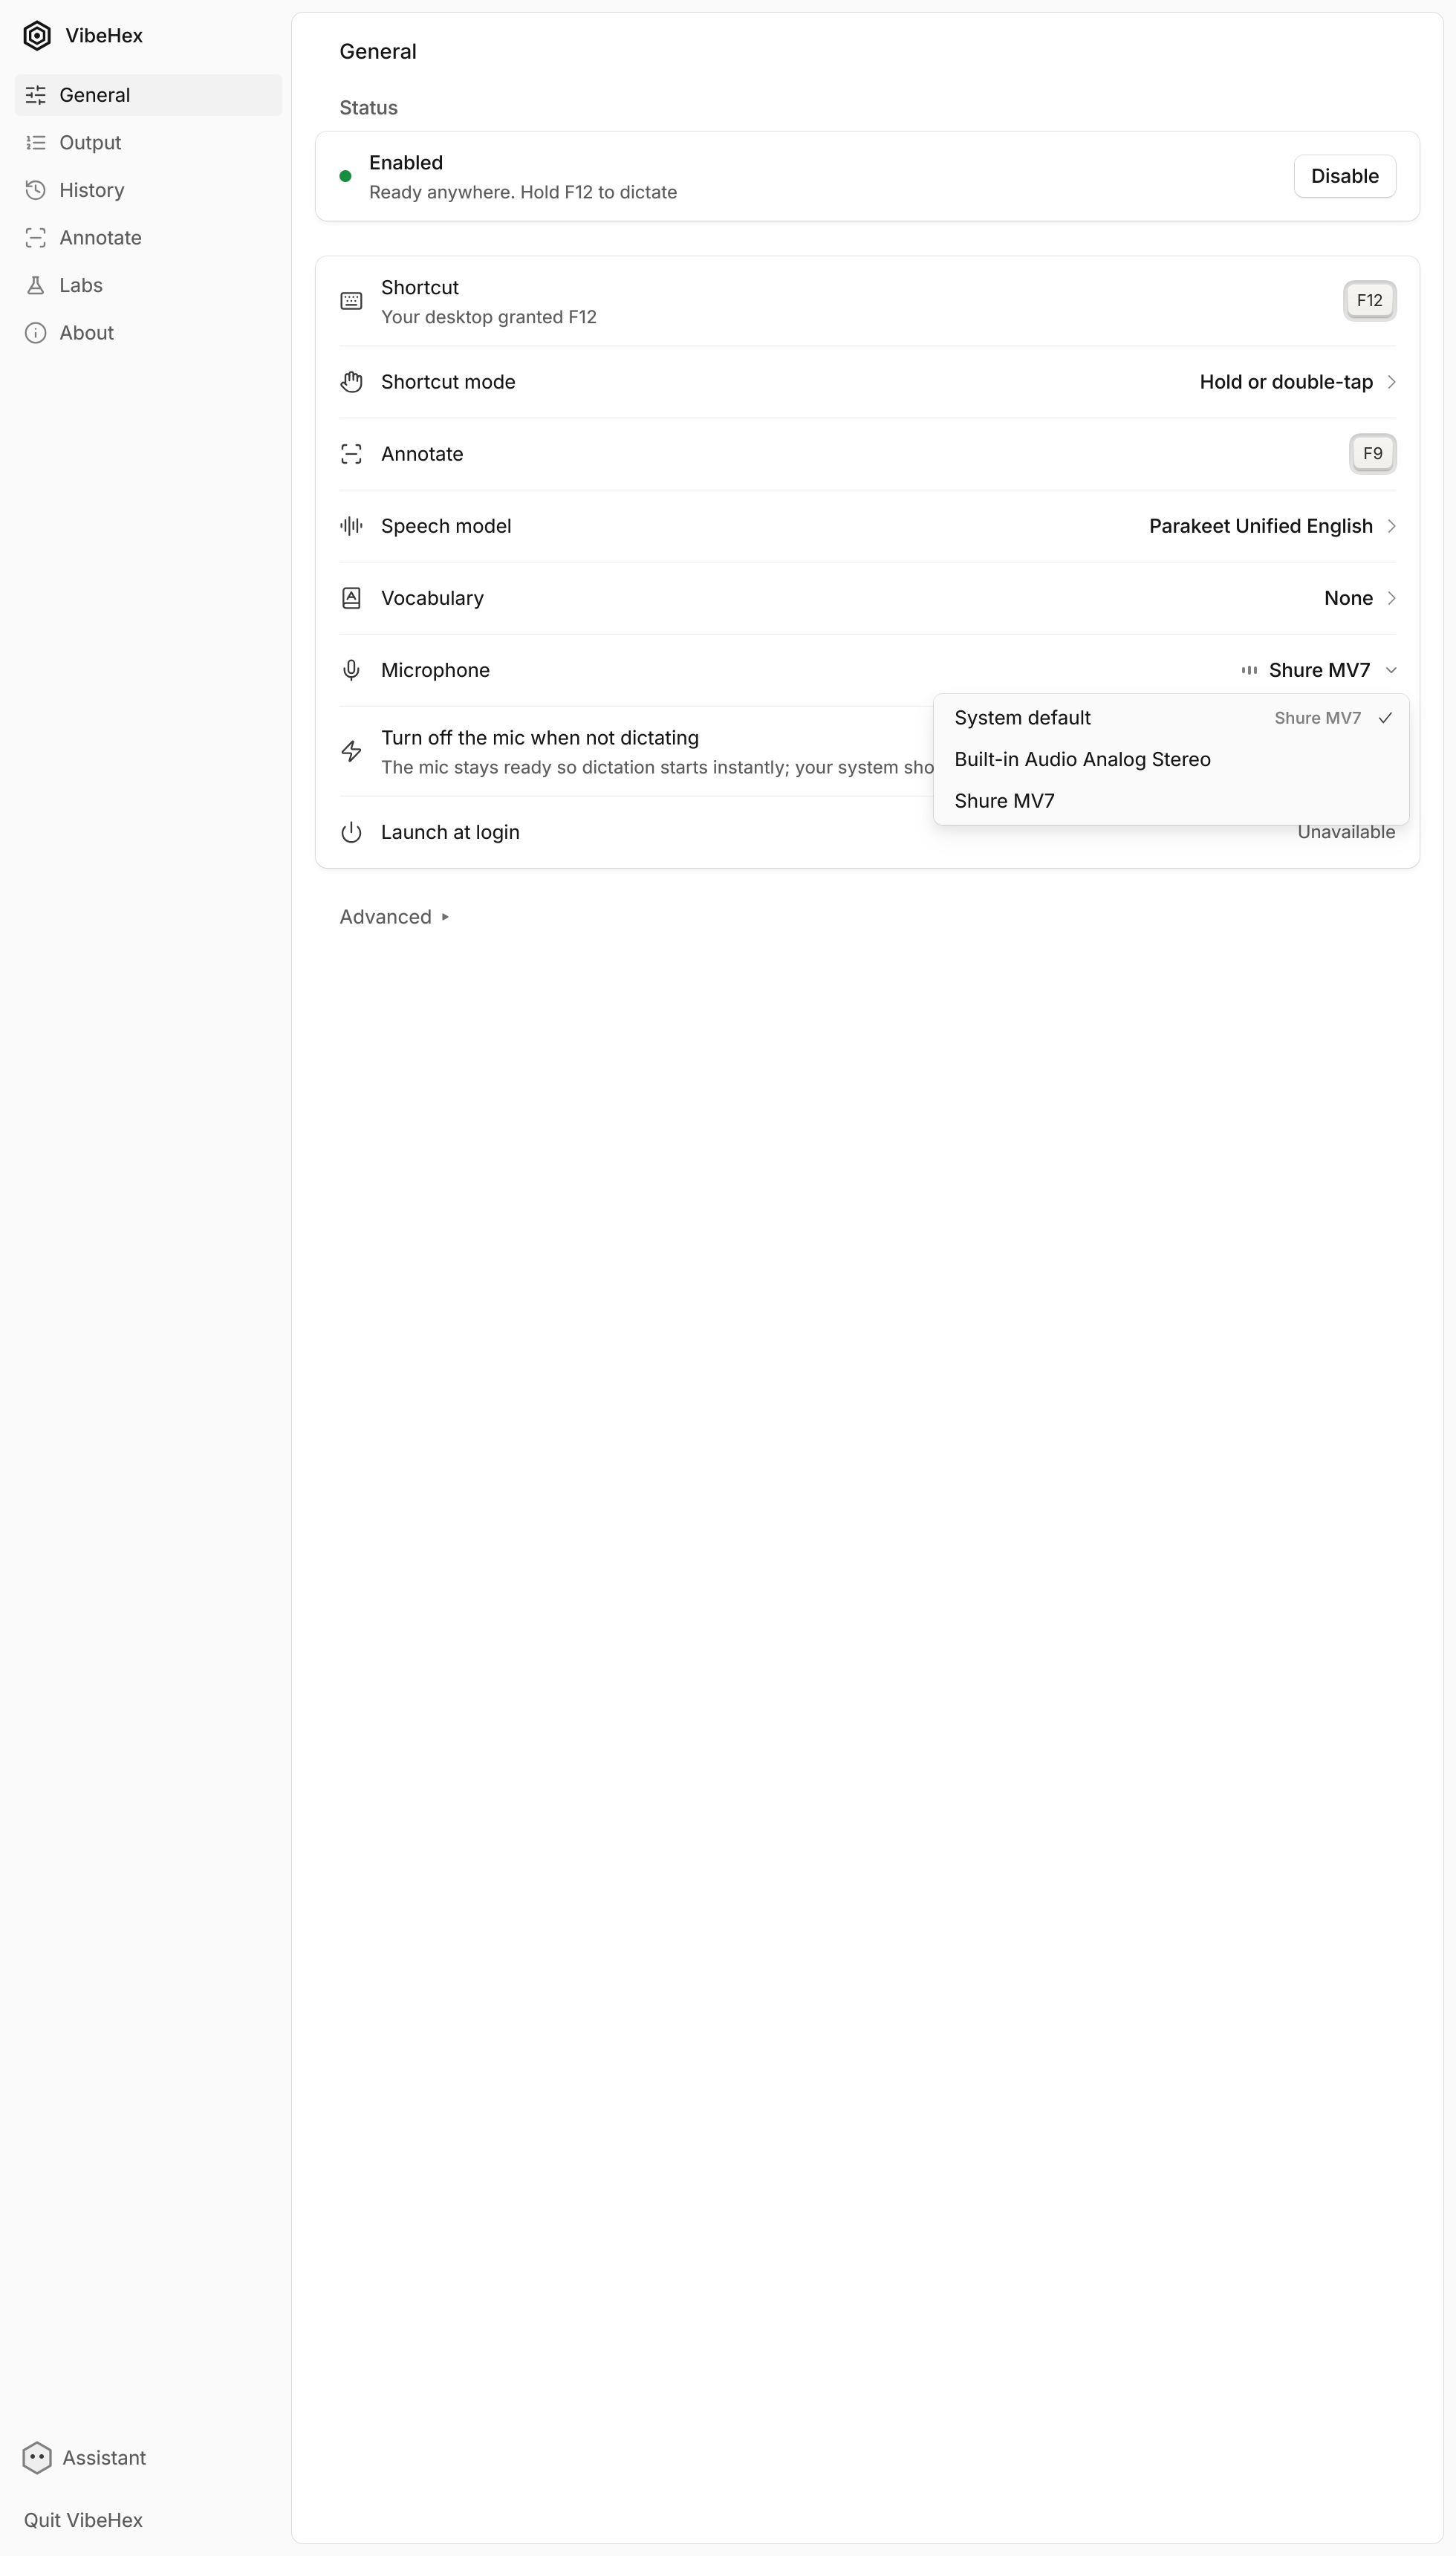 VibeHex
General
Output
History
Annotate
Labs
About
Assistant
Quit VibeHex
General
Status
Enabled
Ready anywhere. Hold F12 to dictate
Disable
Shortcut
Your desktop granted F12
F12
Shortcut mode
Hold or double-tap
Annotate
F9
Speech model
Parakeet Unified English
Vocabulary
None
Microphone
Shure MV7
System default
Shure MV7
Built-in Audio Analog Stereo
Shure MV7
Turn off the mic when not dictating
The mic stays ready so dictation starts instantly; your system
Launch at login
Unavailable
Advanced